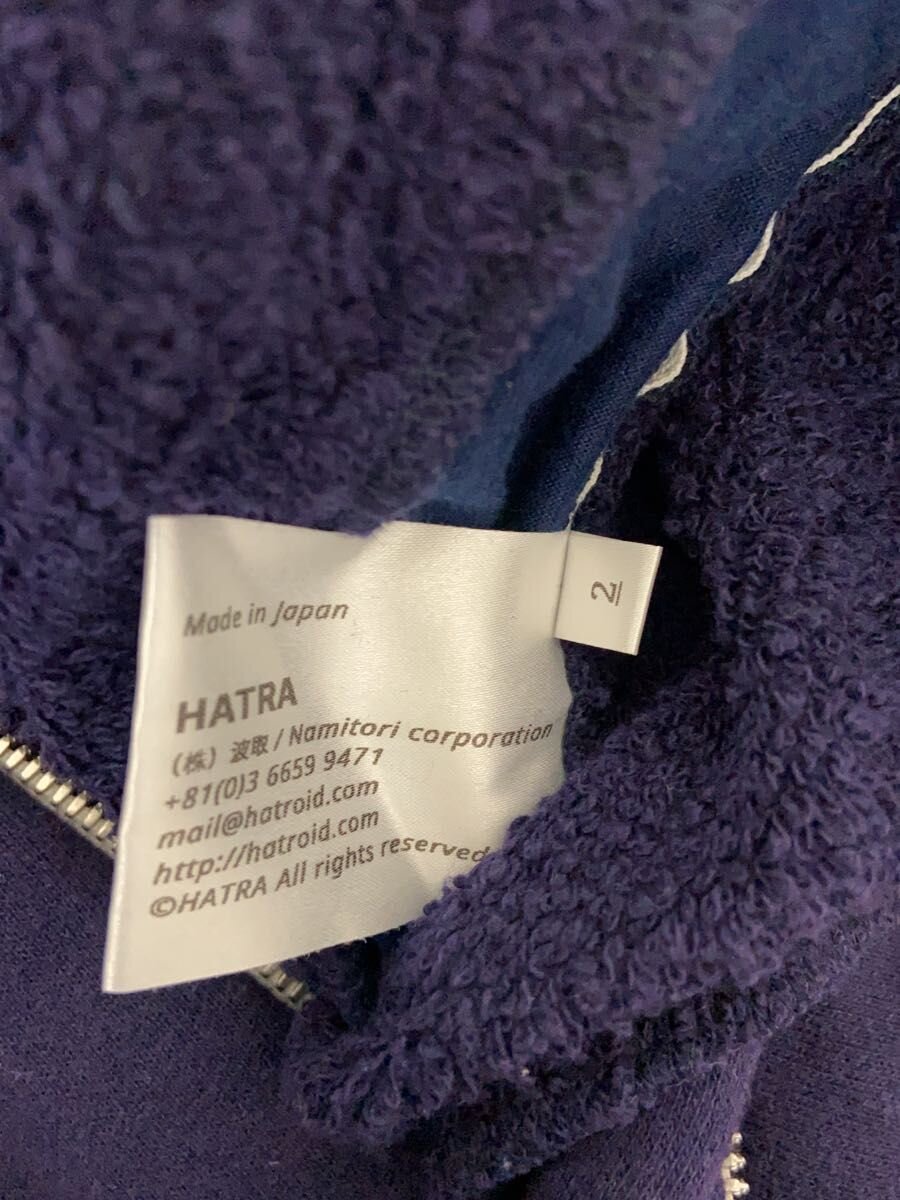 Made in Japan
HATRA
（株）波取 / Namitori corporation
+81(0)3 6659 9471
mail@hatroid.com
http://hatroid.com
©HATRA All rights reserved
2